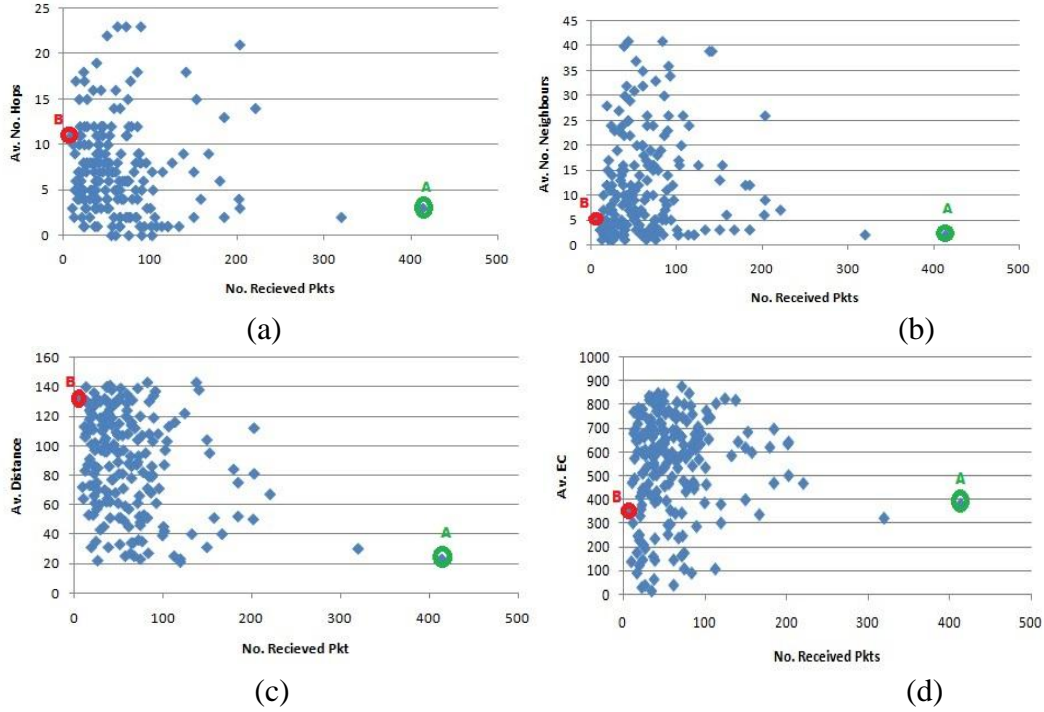 25
20
15
10
5
0
0 100 200 300 400 500
Av. No. Hops
No. Recieved Pkts
B
A
(a)
45
40
35
30
25
20
15
10
5
0
0 100 200 300 400 500
Av. No. Neighbours
No. Received Pkts
B
A
(b)
160
140
120
100
80
60
40
20
0
0 100 200 300 400 500
Av. Distance
No. Recieved Pkt
B
A
(c)
1000
900
800
700
600
500
400
300
200
100
0
0 100 200 300 400 500
Av. EC
No. Received Pkts
B
A
(d)